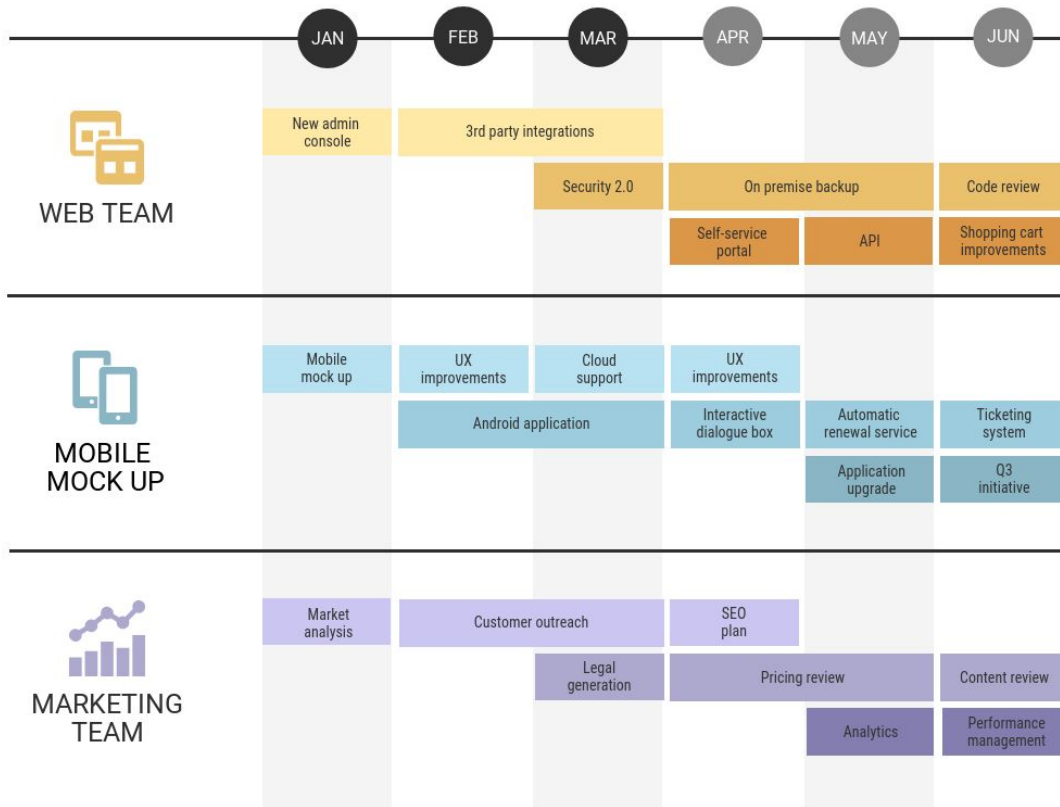 JAN FEB MAR APR MAY JUN
New admin
console
3rd party integrations
Security 2.0
On premise backup
Code review
WEB TEAM
Self-service
portal
API
Shopping cart
improvements
Mobile
mock up
UX
improvements
Cloud
support
UX
improvements
Android application
Interactive
dialogue box
Automatic
renewal service
Ticketing
system
MOBILE
MOCK UP
Application
upgrade
Q3
initiative
Market
analysis
Customer outreach
SEO
plan
Legal
generation
Pricing review
Content review
MARKETING
TEAM
Analytics
Performance
management